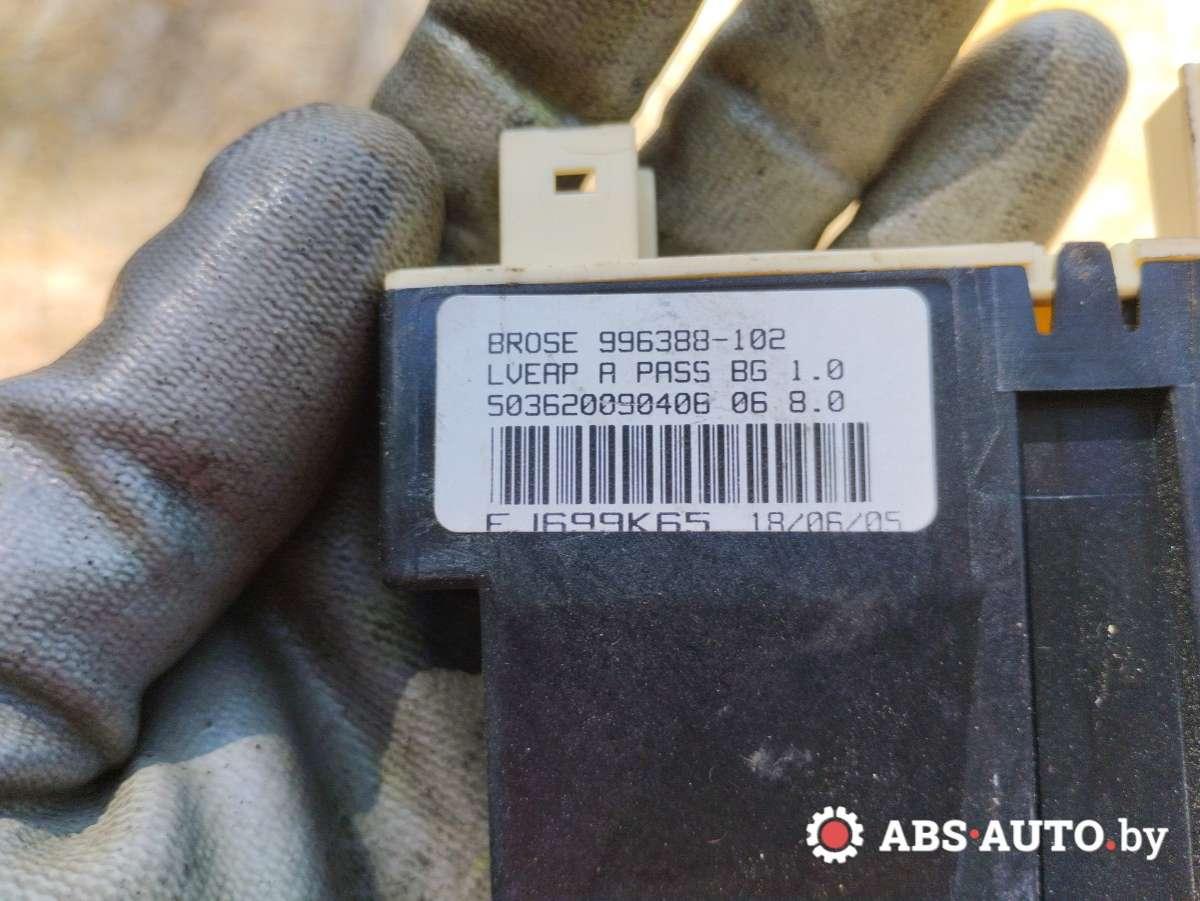 BROSE 996388-102
LVEAP A PASS BG 1.0
503620090406 06 8.0
EJ699K65 18/06/05
ABS·AUTO.by